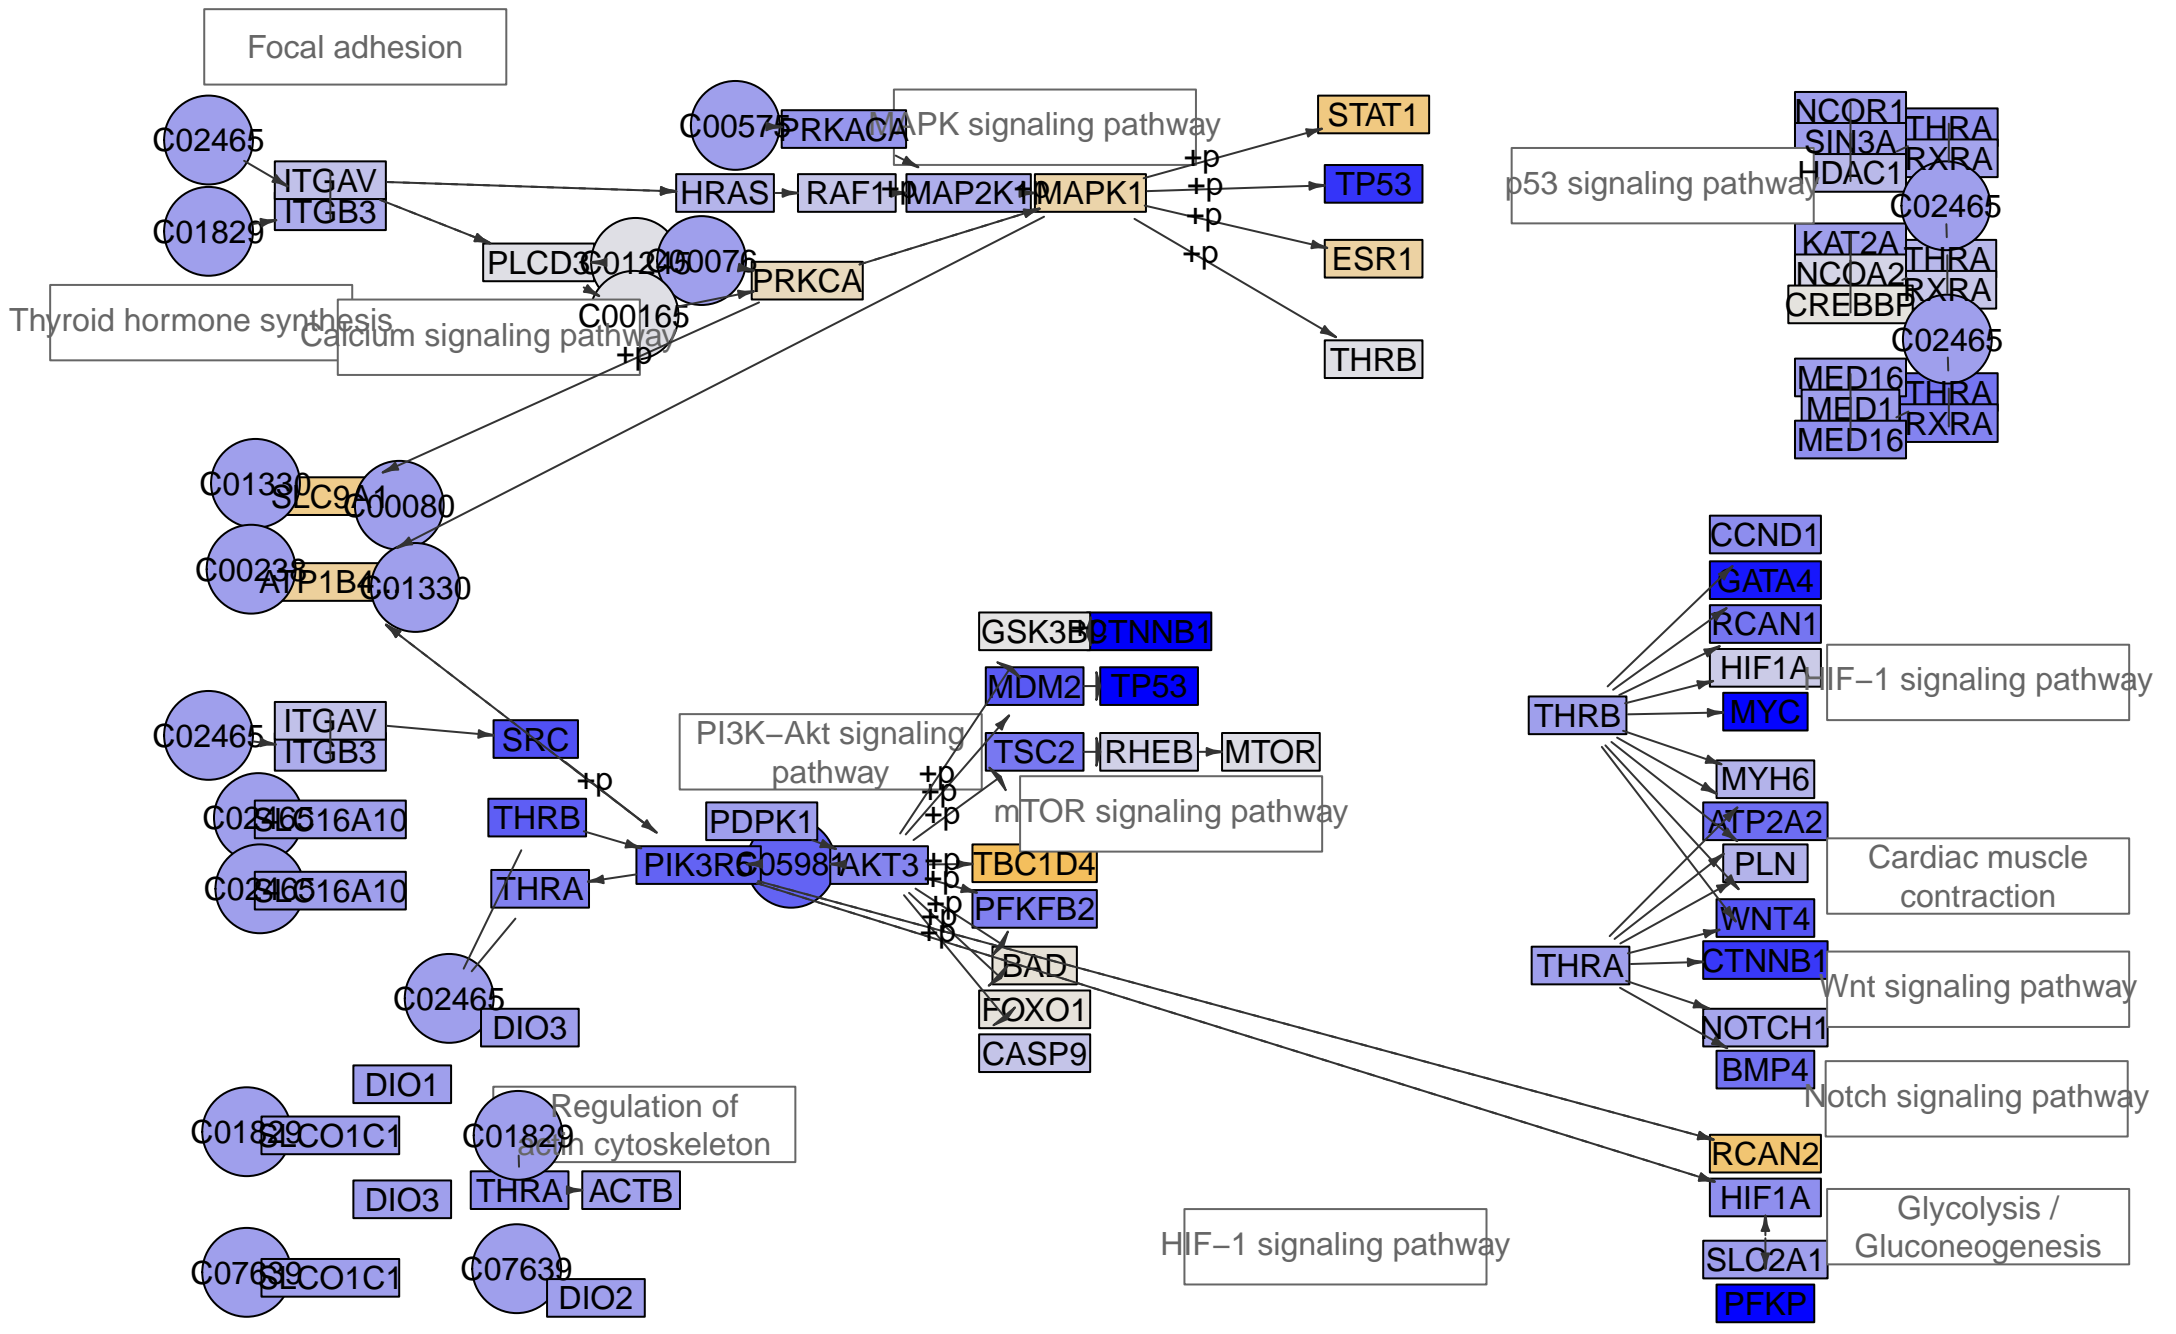 Focal adhesion
C02465
C01829
ITGAV
ITGB3
C00575
PRKACA
MAPK signaling pathway
HRAS
RAF1
+p
MAP2K1
+p
MAPK1
+p
+p
+p
+p
STAT1
TP53
ESR1
THRB
PLCD3
C01245
C00076
C00165
PRKCA
Thyroid hormone synthesis
Calcium signaling pathway
+p
p53 signaling pathway
NCOR1
SIN3A
HDAC1
THRA
RXRA
C02465
KAT2A
NCOA2
CREBBP
THRA
RXRA
C02465
MED16
MED1
MED16
THRA
RXRA
C01330
SLC9A1
C00080
C00238
ATP1B4...
C01330
CCND1
GATA4
RCAN1
HIF1A
HIF−1 signaling pathway
THRB
MYC
MYH6
ATP2A2
PLN
Cardiac muscle
contraction
WNT4
THRA
CTNNB1
Wnt signaling pathway
NOTCH1
BMP4
Notch signaling pathway
GSK3B
CTNNB1
MDM2
TP53
TSC2
RHEB
MTOR
PI3K−Akt signaling
pathway
mTOR signaling pathway
C02465
ITGAV
ITGB3
SRC
+p
C02465
SLC16A10
THRB
C02465
SLC16A10
THRA
PDPK1
PIK3R3
C05981
AKT3
+p
+p
+p
+p
+p
+p
+p
+p
TBC1D4
PFKFB2
BAD
FOXO1
CASP9
C02465
DIO3
DIO1
Regulation of
actin cytoskeleton
C01829
SLCO1C1
C01829
DIO3
THRA
ACTB
C07639
SLCO1C1
C07639
DIO2
HIF−1 signaling pathway
RCAN2
HIF1A
SLC2A1
PFKP
Glycolysis /
Gluconeogenesis